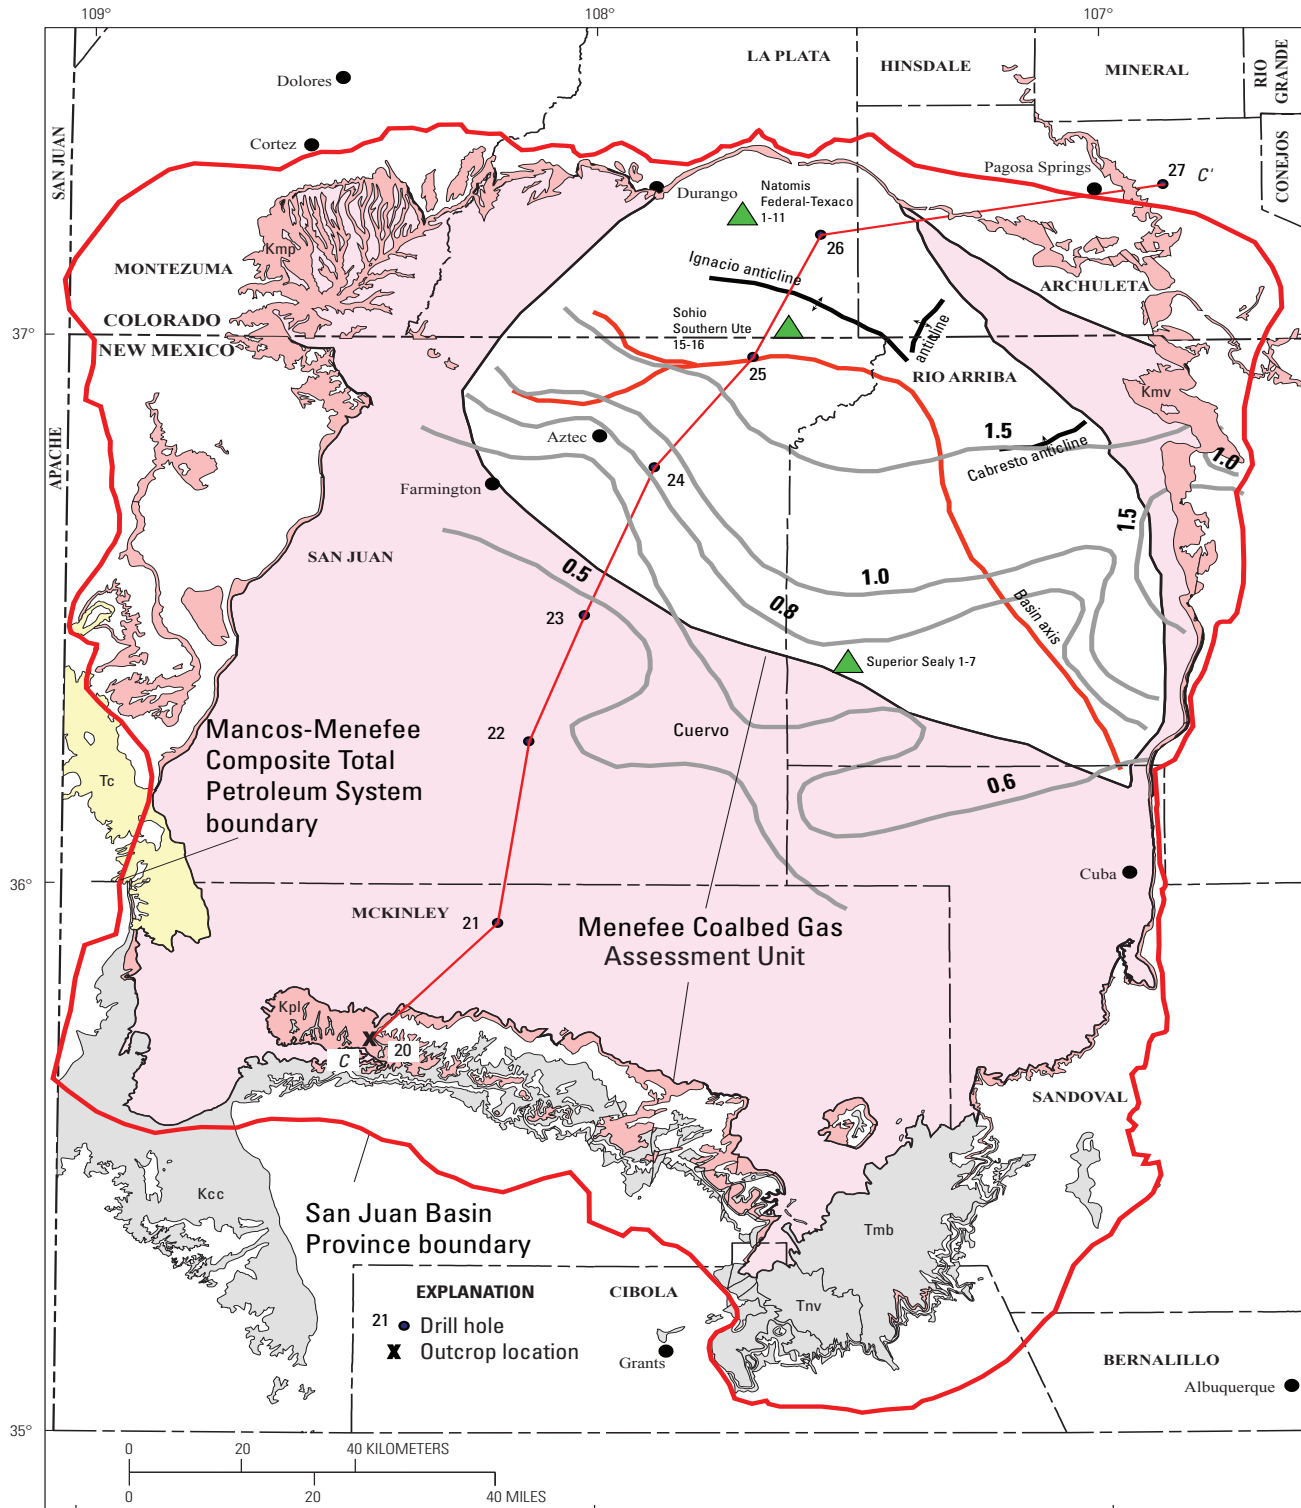 109°
108°
107°
LA PLATA
HINSDALE
MINERAL
RIO GRANDE
Dolores
SAN JUAN
Cortez
CONEJOS
Pagosa Springs
27 C'
Durango
Natomis
Federal-Texaco
1-11
26
Kmp
Ignacio anticline
MONTEZUMA
ARCHULETA
COLORADO
Sohio
Southern Ute
15-16
37°
NEW MEXICO
anticline
25
RIO ARRIBA
Kmv
APACHE
Aztec
1.5
Cabresto anticline
1.0
24
Farmington
1.5
SAN JUAN
0.5
1.0
0.8
23
Basin axis
Superior Sealy 1-7
22
Cuervo
Mancos-Menefee
Composite Total
Petroleum System
boundary
Tc
0.6
36°
Cuba
MCKINLEY
21
Menefee Coalbed Gas
Assessment Unit
Kpl
X
20
C
SANDOVAL
Kcc
San Juan Basin
Province boundary
Tmb
EXPLANATION
21 Drill hole
X Outcrop location
CIBOLA
Tnv
Grants
BERNALILLO
Albuquerque
35°
0 20 40 KILOMETERS
0 20 40 MILES